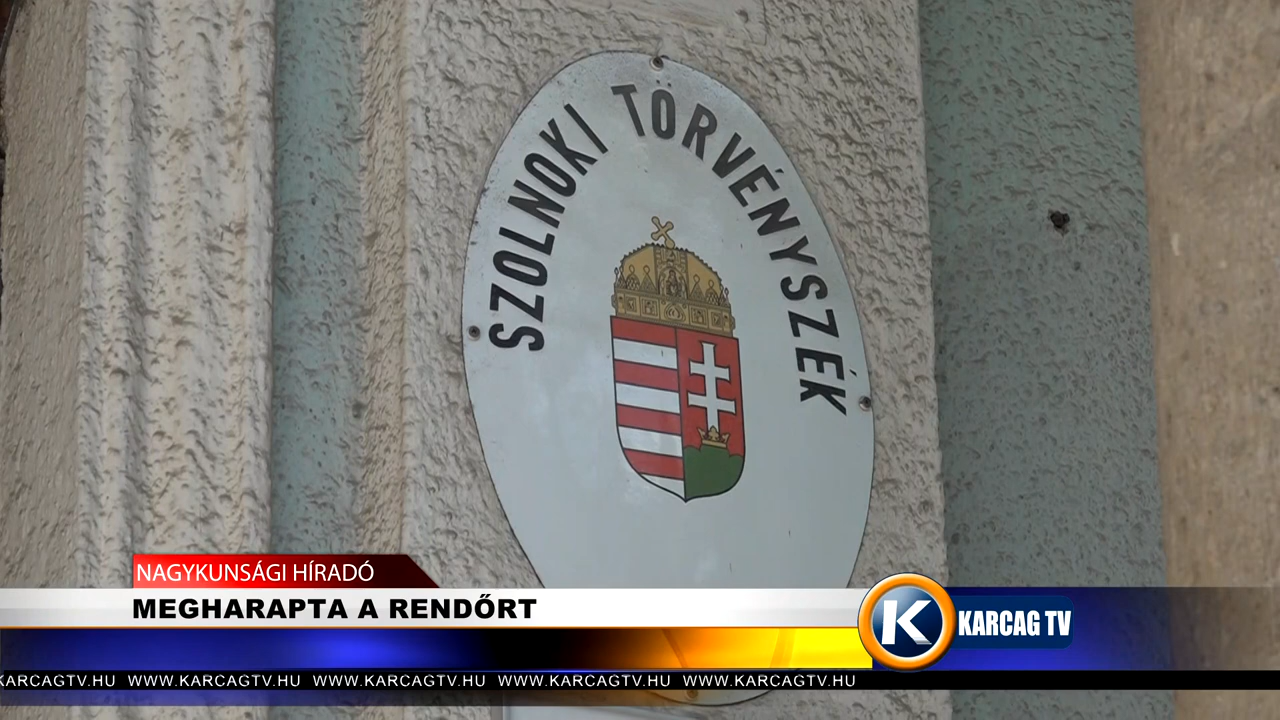 SZOLNOKI TÖRVÉNYSZÉK
NAGYKUNSÁGI HÍRADÓ
MEGHARAPTA A RENDŐRT
K KARCAG TV
KARCAGTV.HU WWW.KARCAGTV.HU WWW.KARCAGTV.HU WWW.KARCAGTV.HU WWW.KARCAGTV.HU